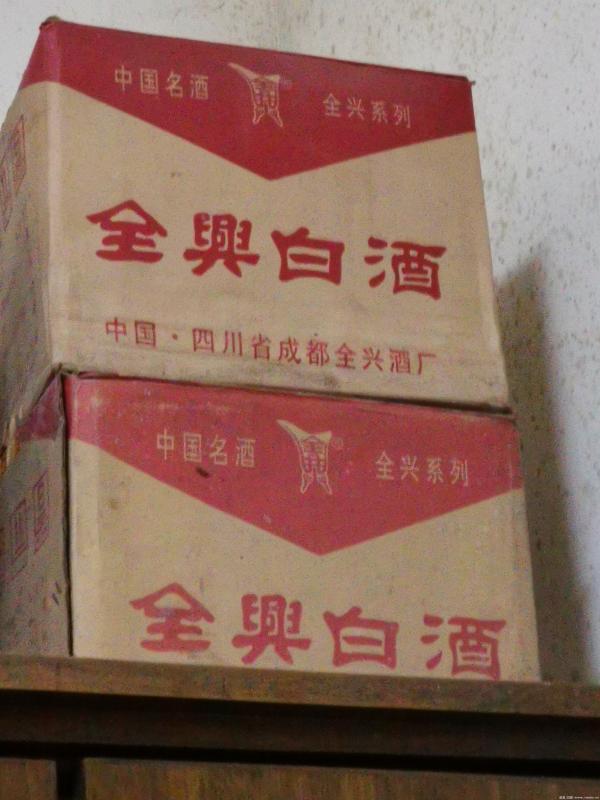 中国名酒
全兴系列
全興白酒
中国·四川省成都全兴酒厂
中国名酒
全兴系列
全興白酒